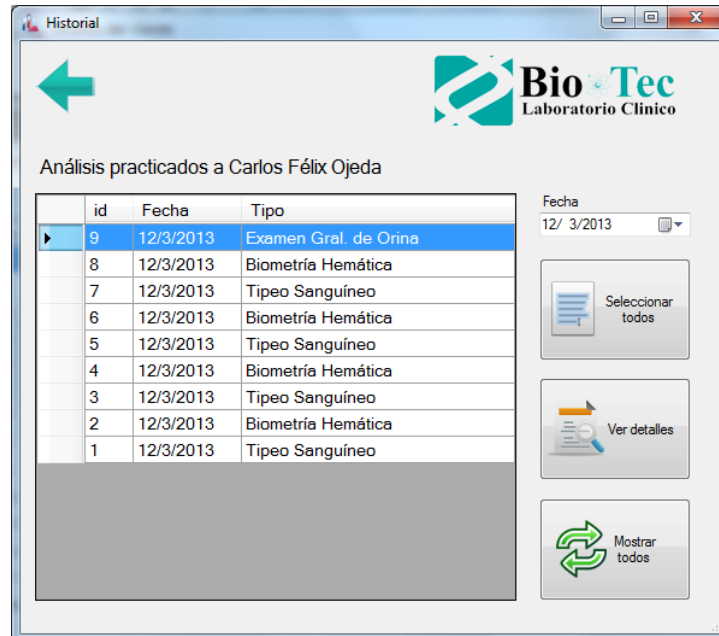 Historial
Bio Tec
Laboratorio Clinico
Análisis practicados a Carlos Félix Ojeda
id Fecha Tipo
9 12/3/2013 Examen Gral. de Orina
8 12/3/2013 Biometría Hemática
7 12/3/2013 Tipeo Sanguíneo
6 12/3/2013 Biometría Hemática
5 12/3/2013 Tipeo Sanguíneo
4 12/3/2013 Biometría Hemática
3 12/3/2013 Tipeo Sanguíneo
2 12/3/2013 Biometría Hemática
1 12/3/2013 Tipeo Sanguíneo
Fecha
12/ 3/2013
Seleccionar
todos
Ver detalles
Mostrar
todos